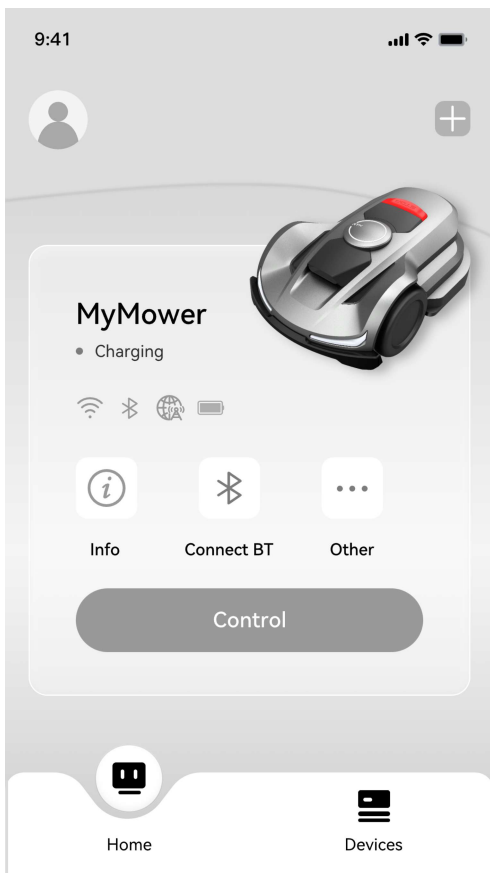 9:41
MyMower
Charging
Info
Connect BT
Other
Control
Home
Devices